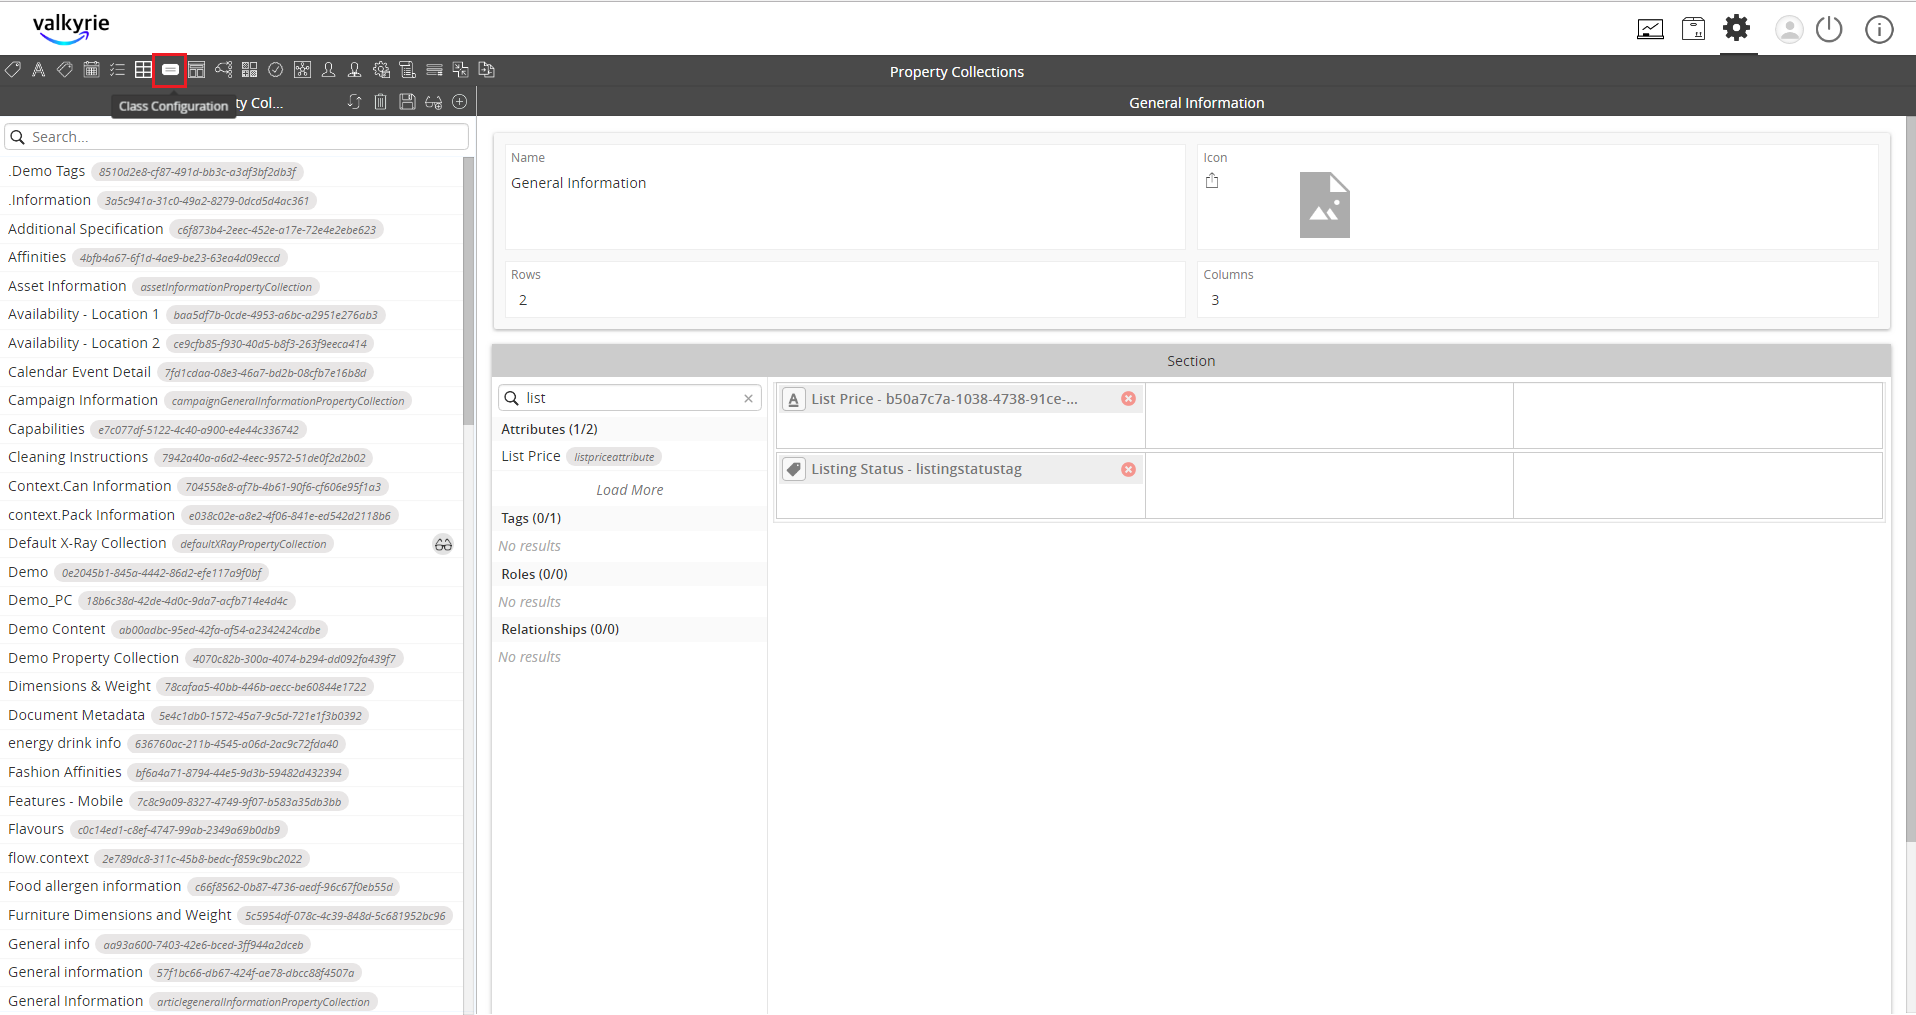 valkyrie
Property Collections
Class Configuration
ty Col...
General Information
Search...
.Demo Tags 8510d2e8-cf87-491d-bb3c-a3df3bf2db3f
.Information 3a5c941a-31c0-49a2-8279-0dcd5d4ac361
Additional Specification c6f873b4-2eec-452e-a17e-72e4e2ebe623
Affinities 4bfb4a67-6f1d-4ae9-be23-63ea4d09eccd
Asset Information assetInformationPropertyCollection
Availability - Location 1 baa5df7b-0cde-4953-a6bc-a2951e276ab3
Availability - Location 2 ce9cfb85-f930-40d5-b8f3-263f9eeca414
Calendar Event Detail 7fd1cdaa-08e3-46a7-bd2b-08cfb7e16b8d
Campaign Information campaignGeneralInformationPropertyCollection
Capabilities e7c077df-5122-4c40-a900-e4e44c336742
Cleaning Instructions 7942a40a-a6d2-4eec-9572-51de0f2d2b02
Context.Can Information 704558e8-af7b-4b61-90f6-cf606e95f1a3
context.Pack Information e038c02e-a8e2-4f06-841e-ed542d2118b6
Default X-Ray Collection defaultXRayPropertyCollection
Demo 0e2045b1-845a-4442-86d2-efe117a9f0bf
Demo_PC 18b6c38d-42de-4d0c-9da7-acfb714e4d4c
Demo Content ab00adbc-95ed-42fa-af54-a2342424cdbe
Demo Property Collection 4070c82b-300a-4074-b294-dd092fa439f7
Dimensions & Weight 78cafaa5-40bb-446b-aecc-be60844e1722
Document Metadata 5e4c1db0-1572-45a7-9c5d-721e1f3b0392
energy drink info 636760ac-211b-4545-a06d-2ac9c72fda40
Fashion Affinities bf6a4a71-8794-44e5-9d3b-59482d432394
Features - Mobile 7c8c9a09-8327-4749-9f07-b583a35db3bb
Flavours c0c14ed1-c8ef-4747-99ab-2349a69b0db9
flow.context 2e789dc8-311c-45b8-bedc-f859c9bc2022
Food allergen information c66f8562-0b87-4736-aedf-96c67f0eb55d
Furniture Dimensions and Weight 5c5954df-078c-4c39-848d-5c681952bc96
General info aa93a600-7403-42e6-bced-3ff944a2dceb
General information 57f1bc66-db67-424f-ae78-dbcc88f4507a
General Information articlegeneralInformationPropertyCollection
Name
General Information
Icon
Rows
2
Columns
3
Section
list
Attributes (1/2)
List Price listpriceattribute
Load More
Tags (0/1)
No results
Roles (0/0)
No results
Relationships (0/0)
No results
List Price - b50a7c7a-1038-4738-91ce-...
Listing Status - listingstatustag